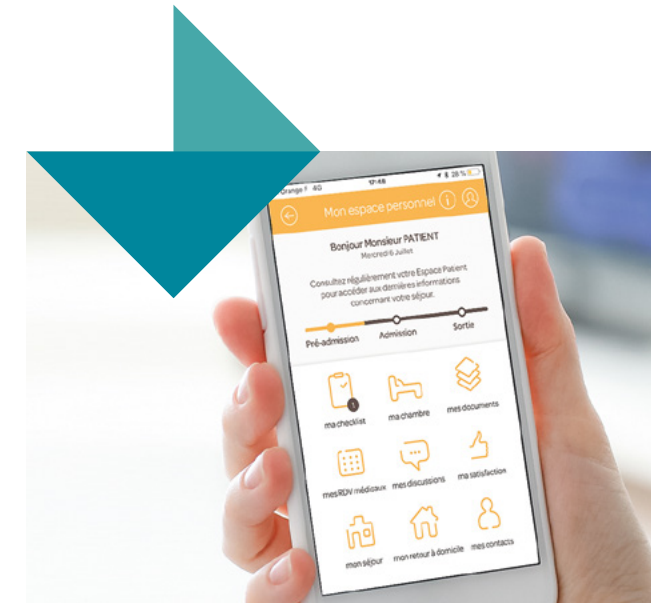 Orange F 4G 17:48 28 %
Mon espace personnel
Bonjour Monsieur PATIENT
Mercredi 6 Juillet
Consultez régulièrement votre Espace Patient
pour accéder aux dernières informations
concernant votre séjour.
Pré-admission Admission Sortie
1
ma checklist ma chambre mes documents
mes RDV médicaux mes discussions ma satisfaction
mon séjour mon retour à domicile mes contacts